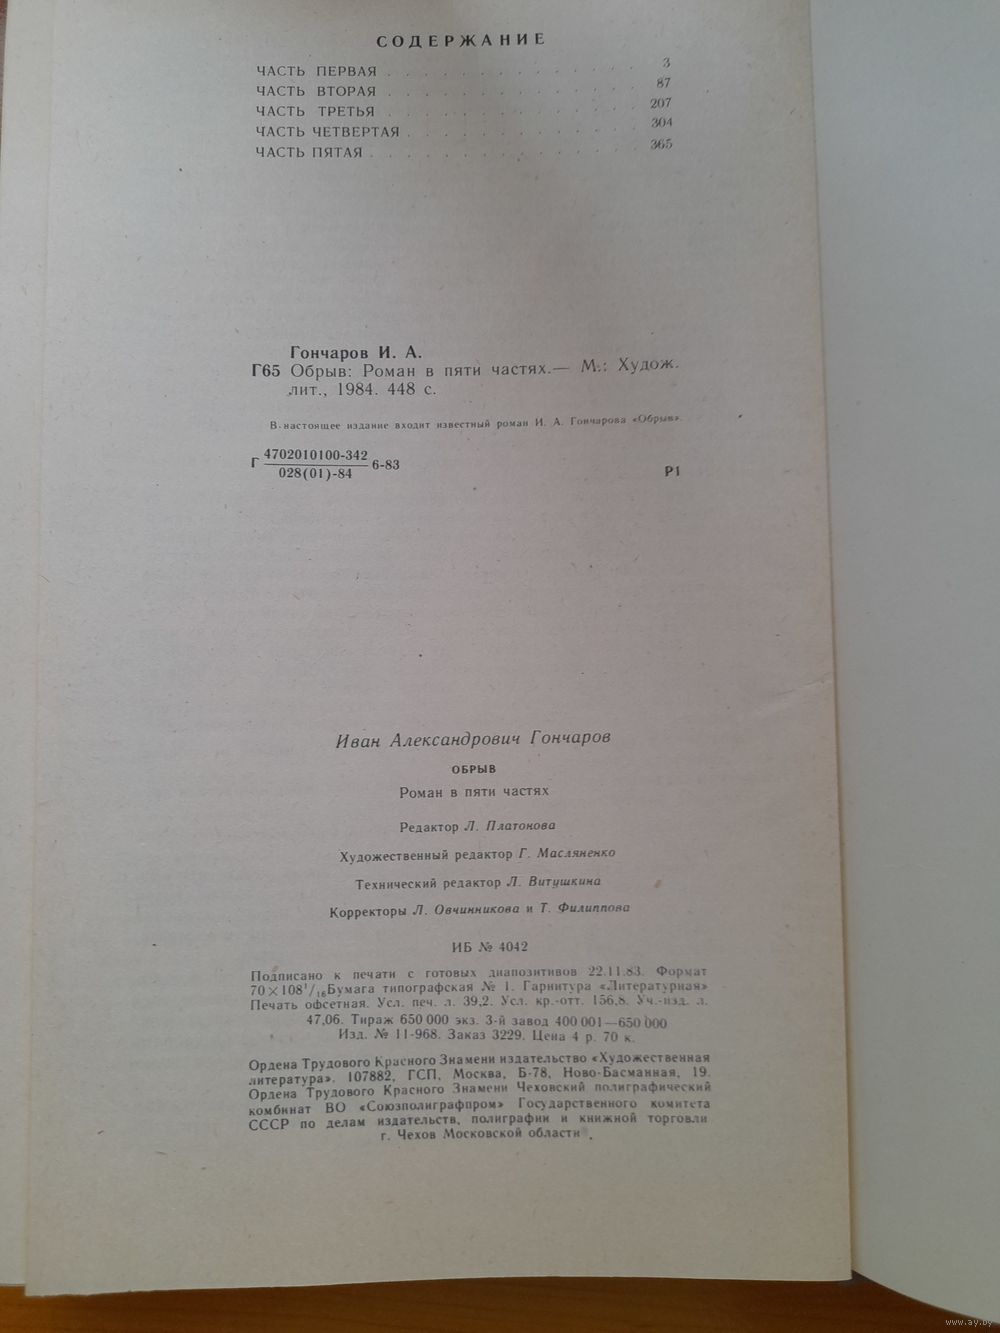 СОДЕРЖАНИЕ
ЧАСТЬ ПЕРВАЯ . . . . . . . . . . . . . . 3
ЧАСТЬ ВТОРАЯ . . . . . . . . . . . . . . 87
ЧАСТЬ ТРЕТЬЯ . . . . . . . . . . . . . . 207
ЧАСТЬ ЧЕТВЕРТАЯ . . . . . . . . . . . . . 304
ЧАСТЬ ПЯТАЯ . . . . . . . . . . . . . . 365
Гончаров И. А.
Г65 Обрыв: Роман в пяти частях.— М.: Худож.
лит., 1984. 448 с.
В настоящее издание входит известный роман И. А. Гончарова «Обрыв».
Г 4702010100-342
028(01)-84 6-83
Р1
Иван Александрович Гончаров
ОБРЫВ
Роман в пяти частях
Редактор Л. Платонова
Художественный редактор Г. Масляненко
Технический редактор Л. Витушкина
Корректоры Л. Овчинникова и Т. Филиппова
ИБ № 4042
Подписано к печати с готовых диапозитивов 22.11.83. Формат
70×108¹/₁₆ Бумага типографская № 1. Гарнитура «Литературная»
Печать офсетная. Усл. печ. л. 39,2. Усл. кр.-отт. 156,8. Уч.-изд. л.
47,06. Тираж 650 000 экз. 3-й завод 400 001—650 000
Изд. № 11-968. Заказ 3229. Цена 4 р. 70 к.
Ордена Трудового Красного Знамени издательство «Художественная
литература». 107882, ГСП, Москва, Б-78, Ново-Басманная, 19.
Ордена Трудового Красного Знамени Чеховский полиграфический
комбинат ВО «Союзполиграфпром» Государственного комитета
СССР по делам издательств, полиграфии и книжной торговли
г. Чехов Московской области
www.ay.by